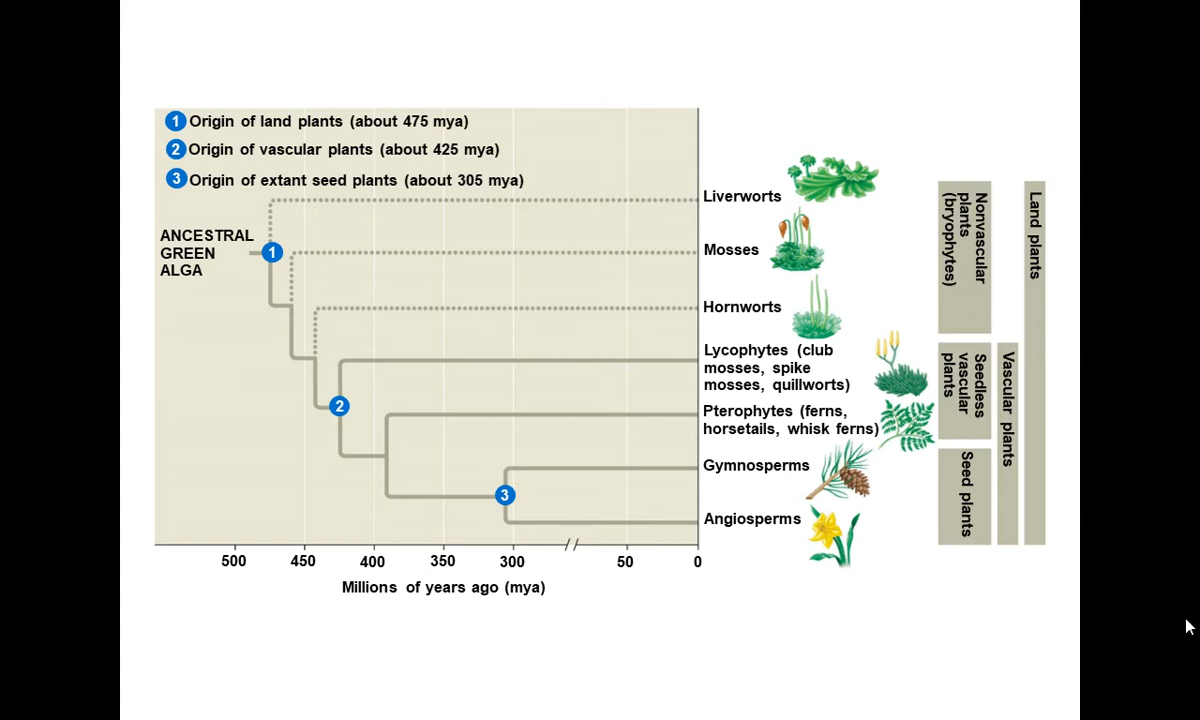 1 Origin of land plants (about 475 mya)
2 Origin of vascular plants (about 425 mya)
3 Origin of extant seed plants (about 305 mya)
ANCESTRAL
GREEN
ALGA
1
2
3
Liverworts
Mosses
Hornworts
Lycophytes (club
mosses, spike
mosses, quillworts)
Pterophytes (ferns,
horsetails, whisk ferns)
Gymnosperms
Angiosperms
Nonvascular
plants
(bryophytes)
Seedless
vascular
plants
Seed plants
Vascular plants
Land plants
500 450 400 350 300 50 0
Millions of years ago (mya)